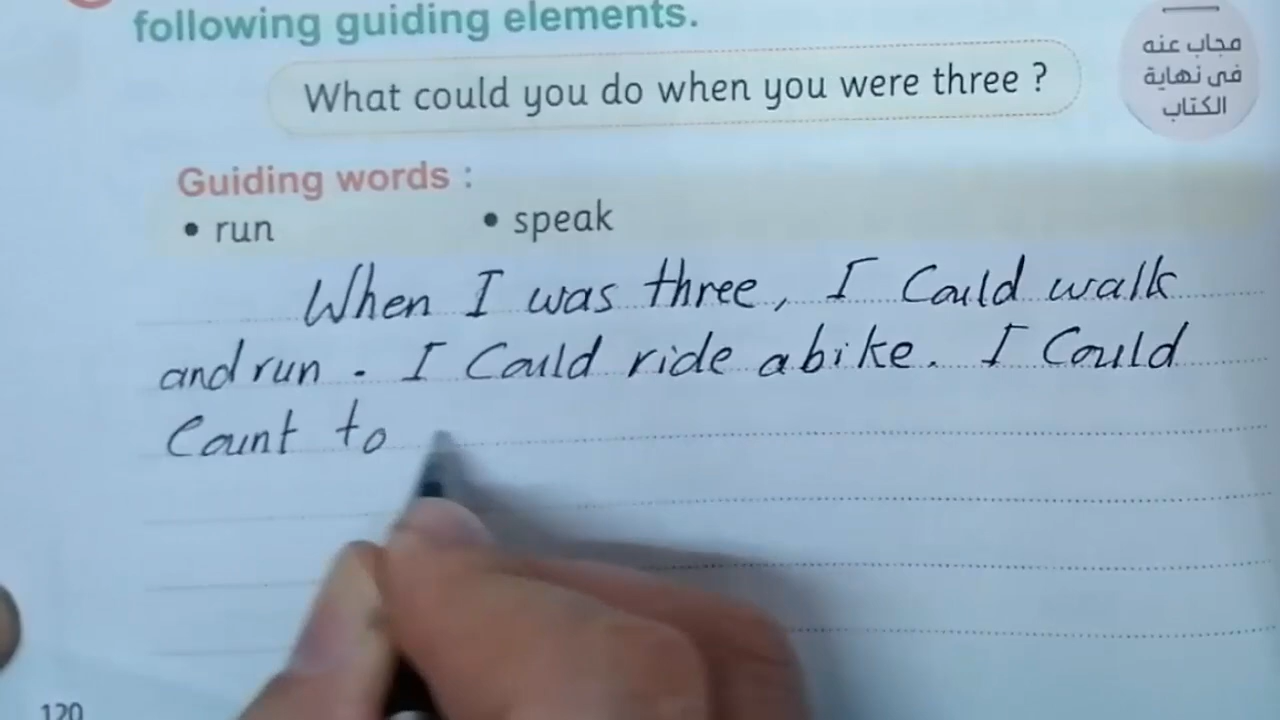 following guiding elements.
What could you do when you were three ?
مجاب عنه
فى نهاية
الكتاب
Guiding words :
• run • speak
When I was three, I Could walk
and run. I Could ride a bike. I Could
Count to
120